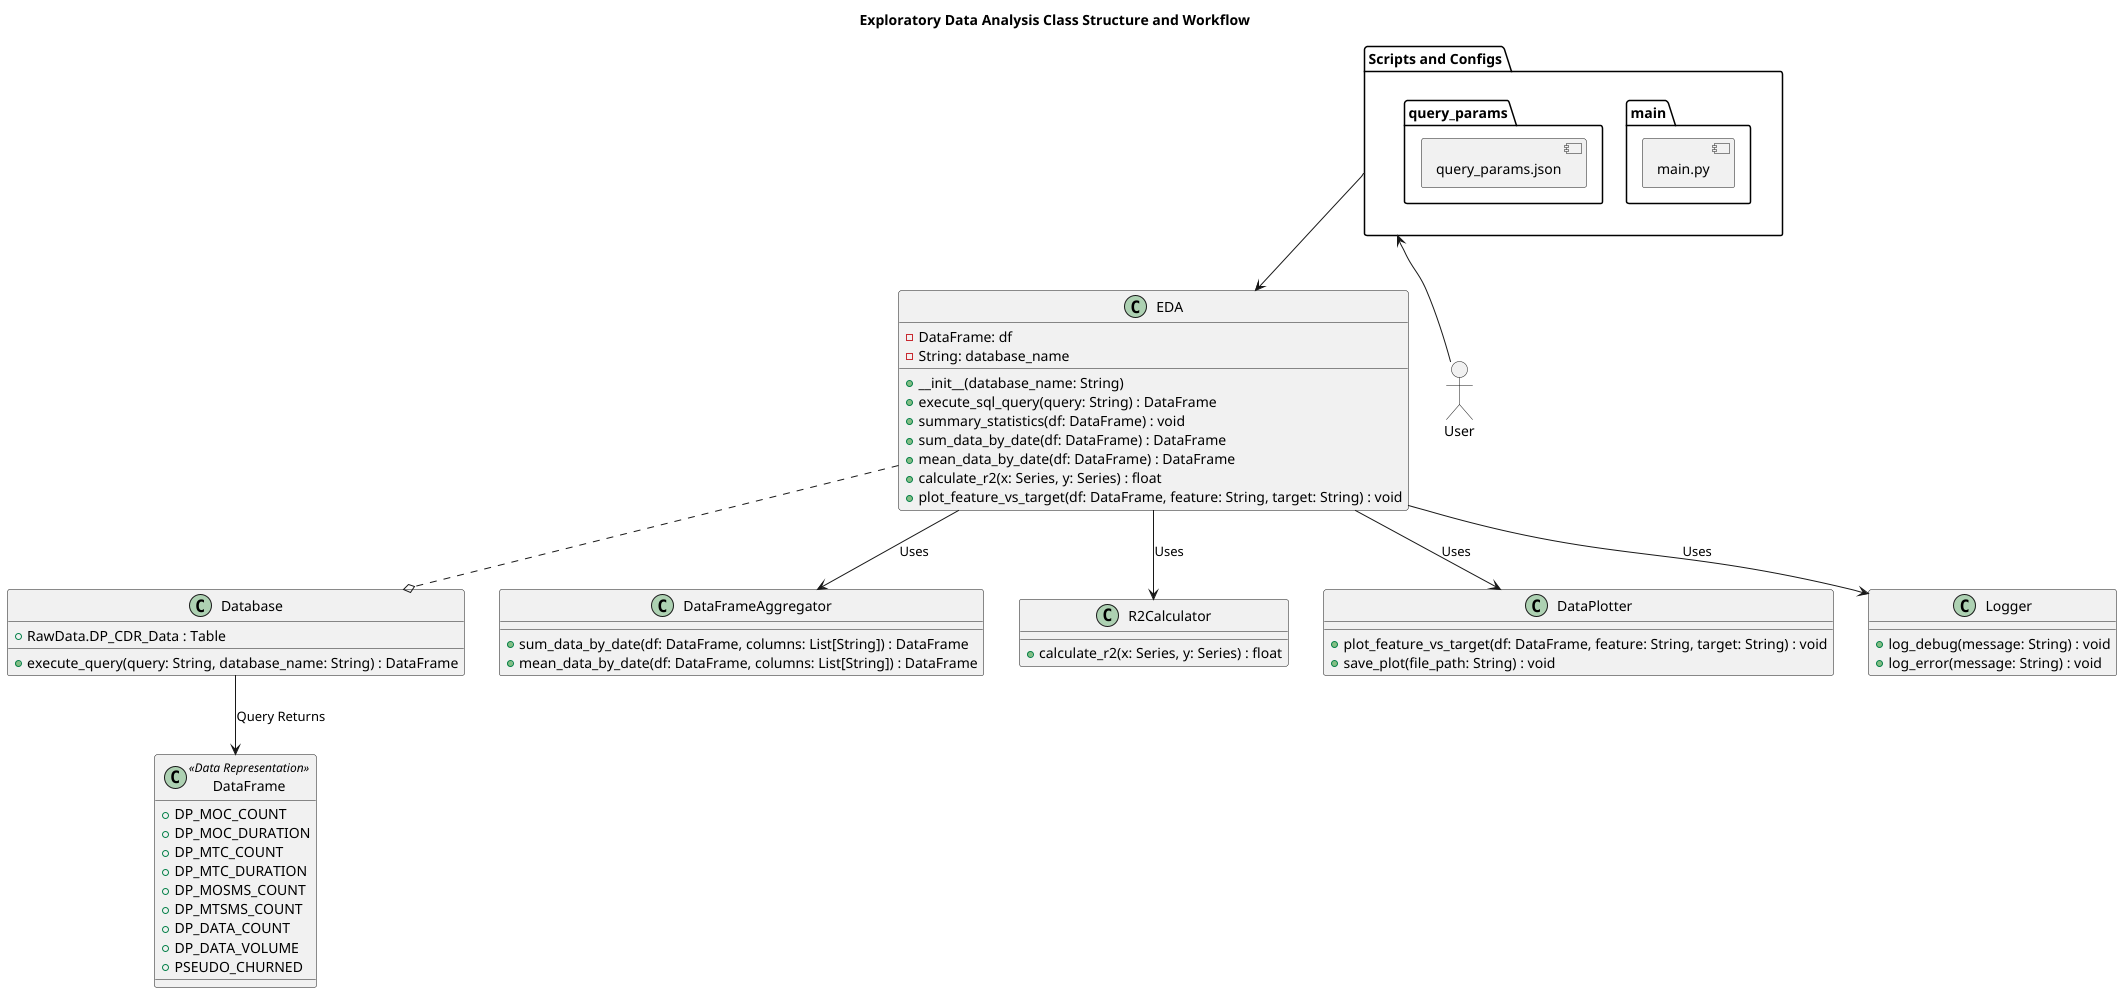 Exploratory Data Analysis Class Structure and Workflow
Scripts and Configs
query_params
query_params.json
main
main.py
C EDA
DataFrame: df
String: database_name
__init__(database_name: String)
execute_sql_query(query: String) : DataFrame
summary_statistics(df: DataFrame) : void
sum_data_by_date(df: DataFrame) : DataFrame
mean_data_by_date(df: DataFrame) : DataFrame
calculate_r2(x: Series, y: Series) : float
plot_feature_vs_target(df: DataFrame, feature: String, target: String) : void
User
Uses
Uses
Uses
Uses
C Database
RawData.DP_CDR_Data : Table
execute_query(query: String, database_name: String) : DataFrame
C DataFrameAggregator
sum_data_by_date(df: DataFrame, columns: List[String]) : DataFrame
mean_data_by_date(df: DataFrame, columns: List[String]) : DataFrame
C R2Calculator
calculate_r2(x: Series, y: Series) : float
C DataPlotter
plot_feature_vs_target(df: DataFrame, feature: String, target: String) : void
save_plot(file_path: String) : void
C Logger
log_debug(message: String) : void
log_error(message: String) : void
Query Returns
C «Data Representation»
DataFrame
DP_MOC_COUNT
DP_MOC_DURATION
DP_MTC_COUNT
DP_MTC_DURATION
DP_MOSMS_COUNT
DP_MTSMS_COUNT
DP_DATA_COUNT
DP_DATA_VOLUME
PSEUDO_CHURNED